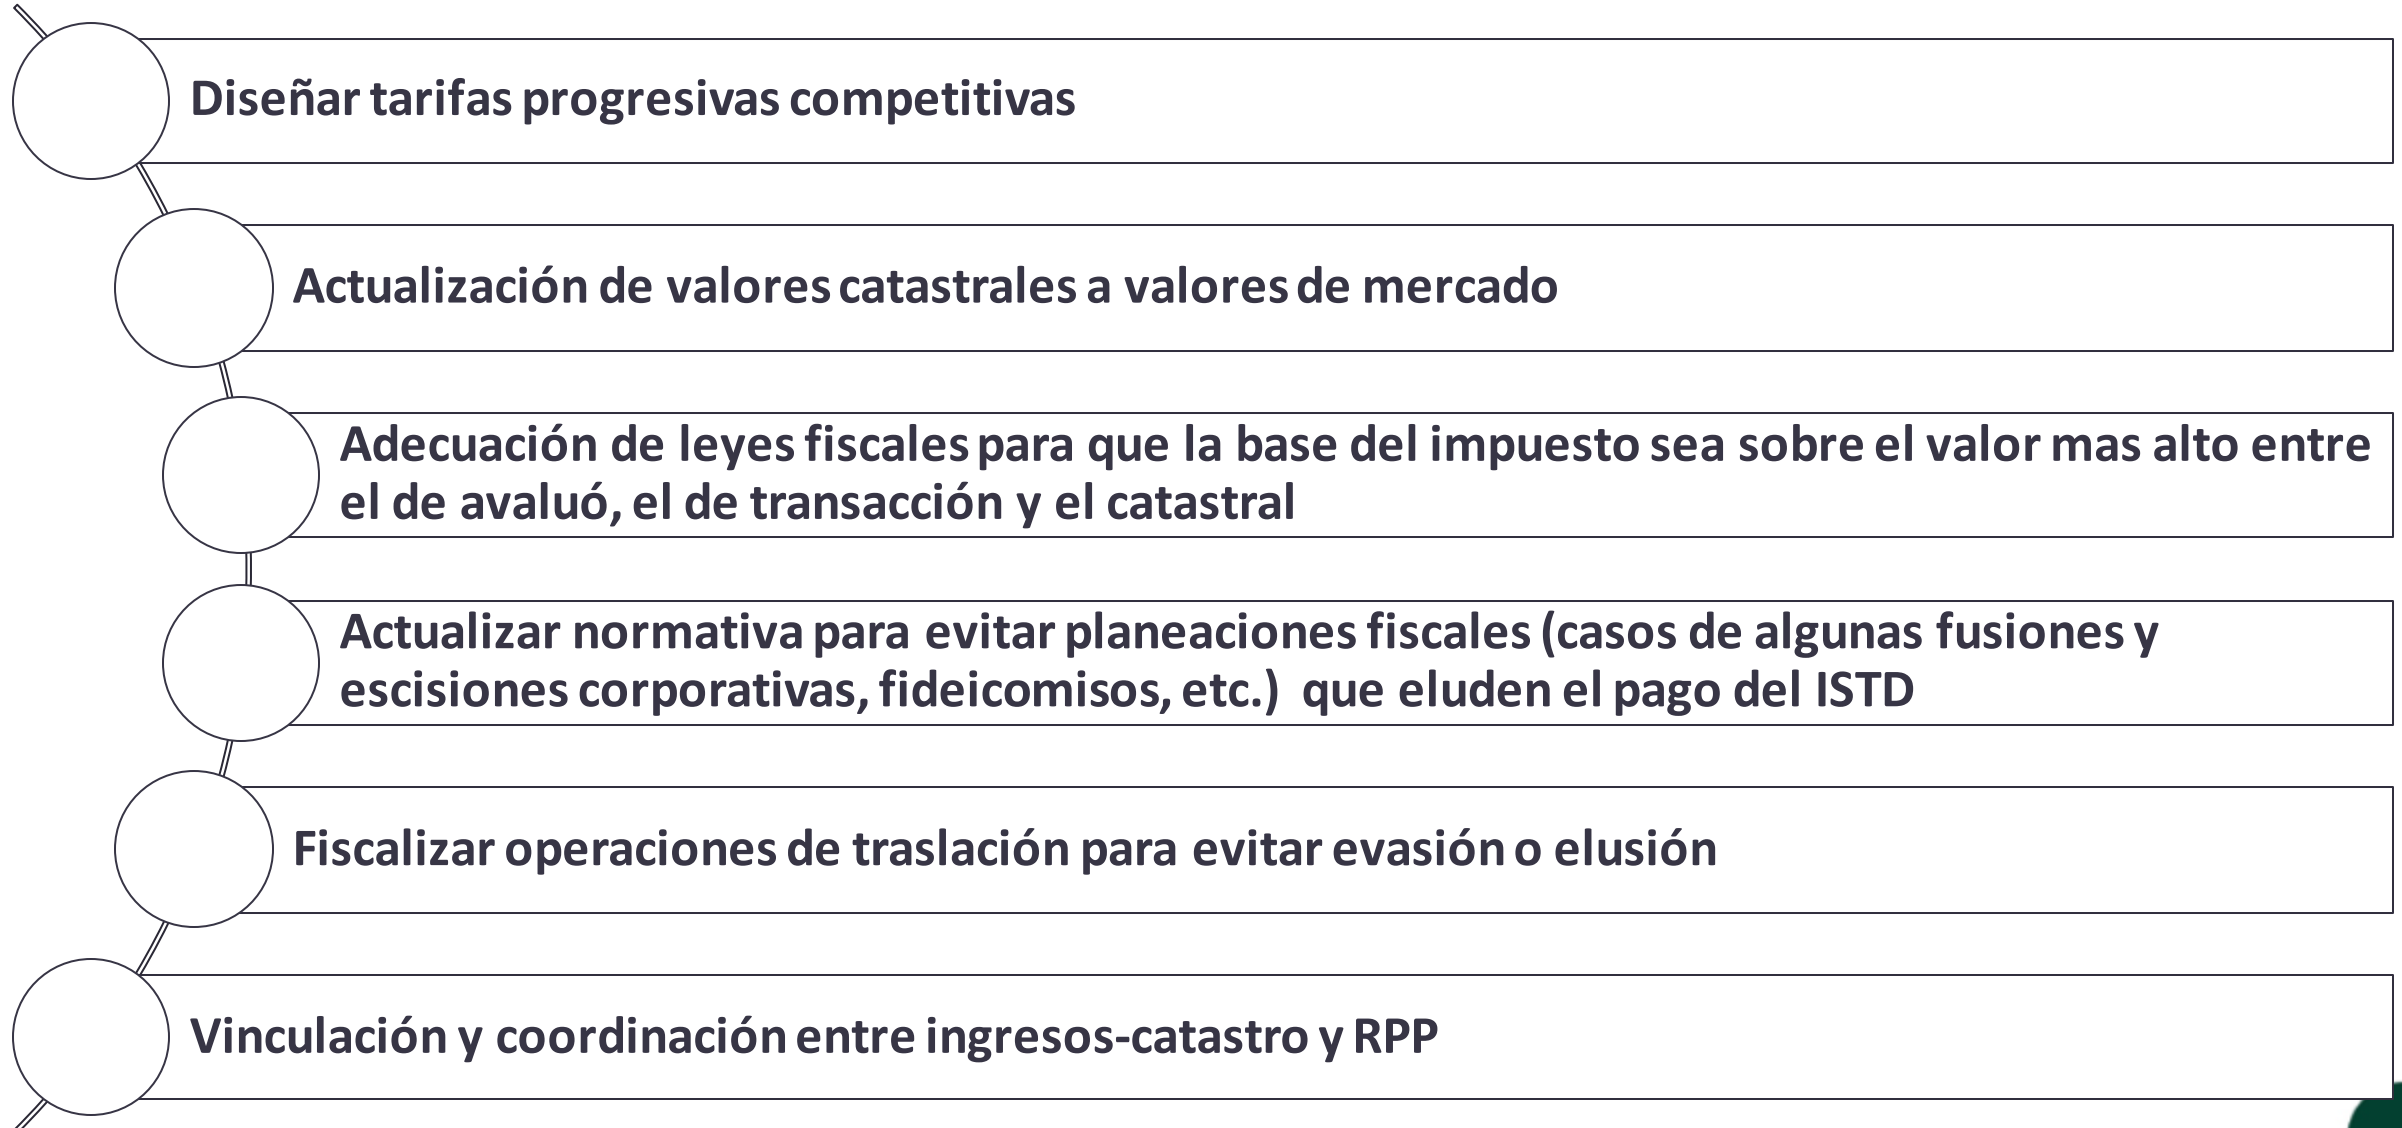 Diseñar tarifas progresivas competitivas
Actualización de valores catastrales a valores de mercado
Adecuación de leyes fiscales para que la base del impuesto sea sobre el valor mas alto entre
el de avaluó, el de transacción y el catastral
Actualizar normativa para evitar planeaciones fiscales (casos de algunas fusiones y
escisiones corporativas, fideicomisos, etc.)  que eluden el pago del ISTD
Fiscalizar operaciones de traslación para evitar evasión o elusión
Vinculación y coordinación entre ingresos-catastro y RPP